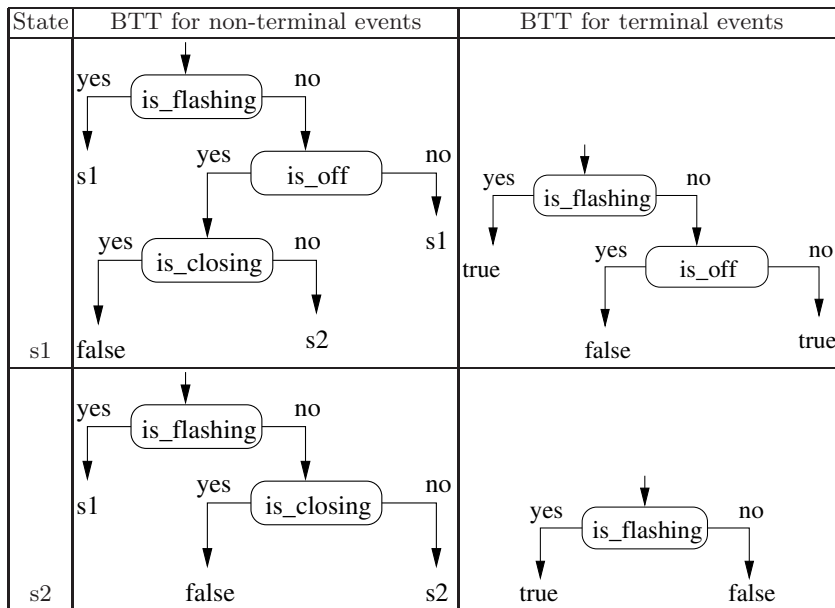 State BTT for non-terminal events BTT for terminal events
yes no
is_flashing
s1
yes no
is_off
s1
yes no
is_closing
false
s2
s1
yes no
is_flashing
true
yes no
is_off
false
true
yes no
is_flashing
s1
yes no
is_closing
false s2
s2
yes no
is_flashing
true false